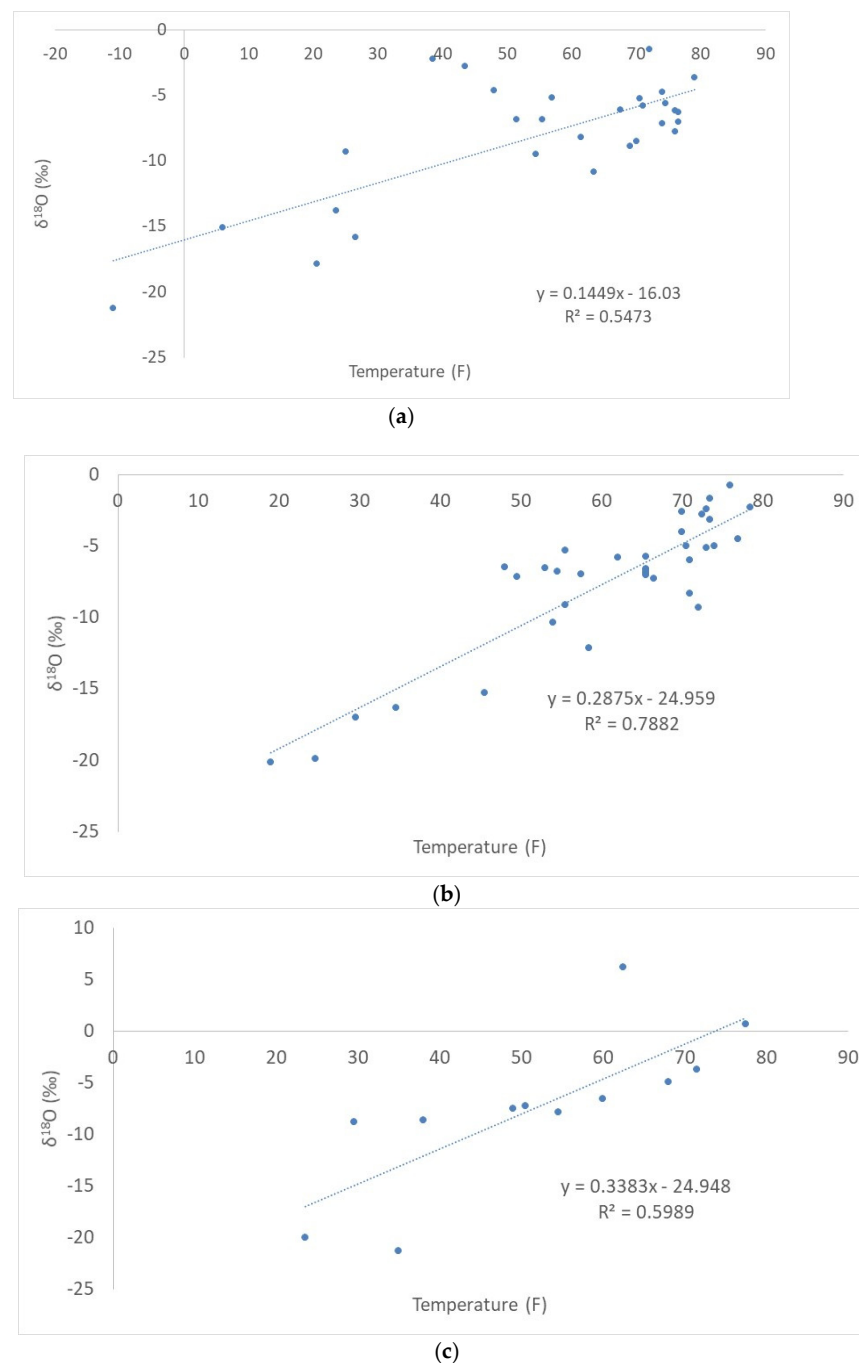 0
-20 -10 0 10 20 30 40 50 60 70 80 90
-5
-10
-15
-20
-25
δ¹⁸O (‰)
y = 0.1449x - 16.03
R² = 0.5473
Temperature (F)
(a)
0
0 10 20 30 40 50 60 70 80 90
-5
-10
-15
-20
-25
δ¹⁸O (‰)
y = 0.2875x - 24.959
R² = 0.7882
Temperature (F)
(b)
10
5
0
0 10 20 30 40 50 60 70 80 90
-5
-10
-15
-20
-25
δ¹⁸O (‰)
y = 0.3383x - 24.948
R² = 0.5989
Temperature (F)
(c)